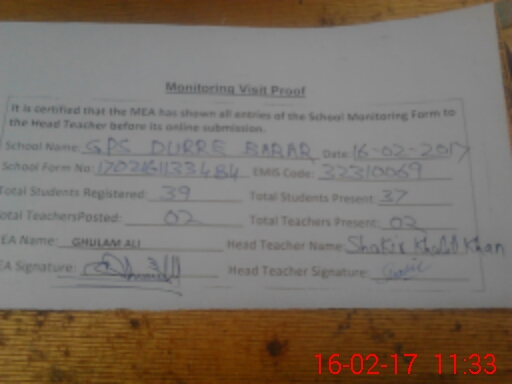 Monitoring Visit Proof
It is certified that the MEA has shown all entries of the School Monitoring Form to
the Head Teacher before its online submission.
School Name: GPS DURRE BABAR Date: 16-02-2017
School Form No: 1702161133484 EMIS Code: 32310069
Total Students Registered: 39 Total Students Present: 37
Total TeachersPosted: 02 Total Teachers Present: 02
EA Name: GHULAM ALI Head Teacher Name: Shakir Khalil Khan
EA Signature: Head Teacher Signature:
16-02-17 11:33